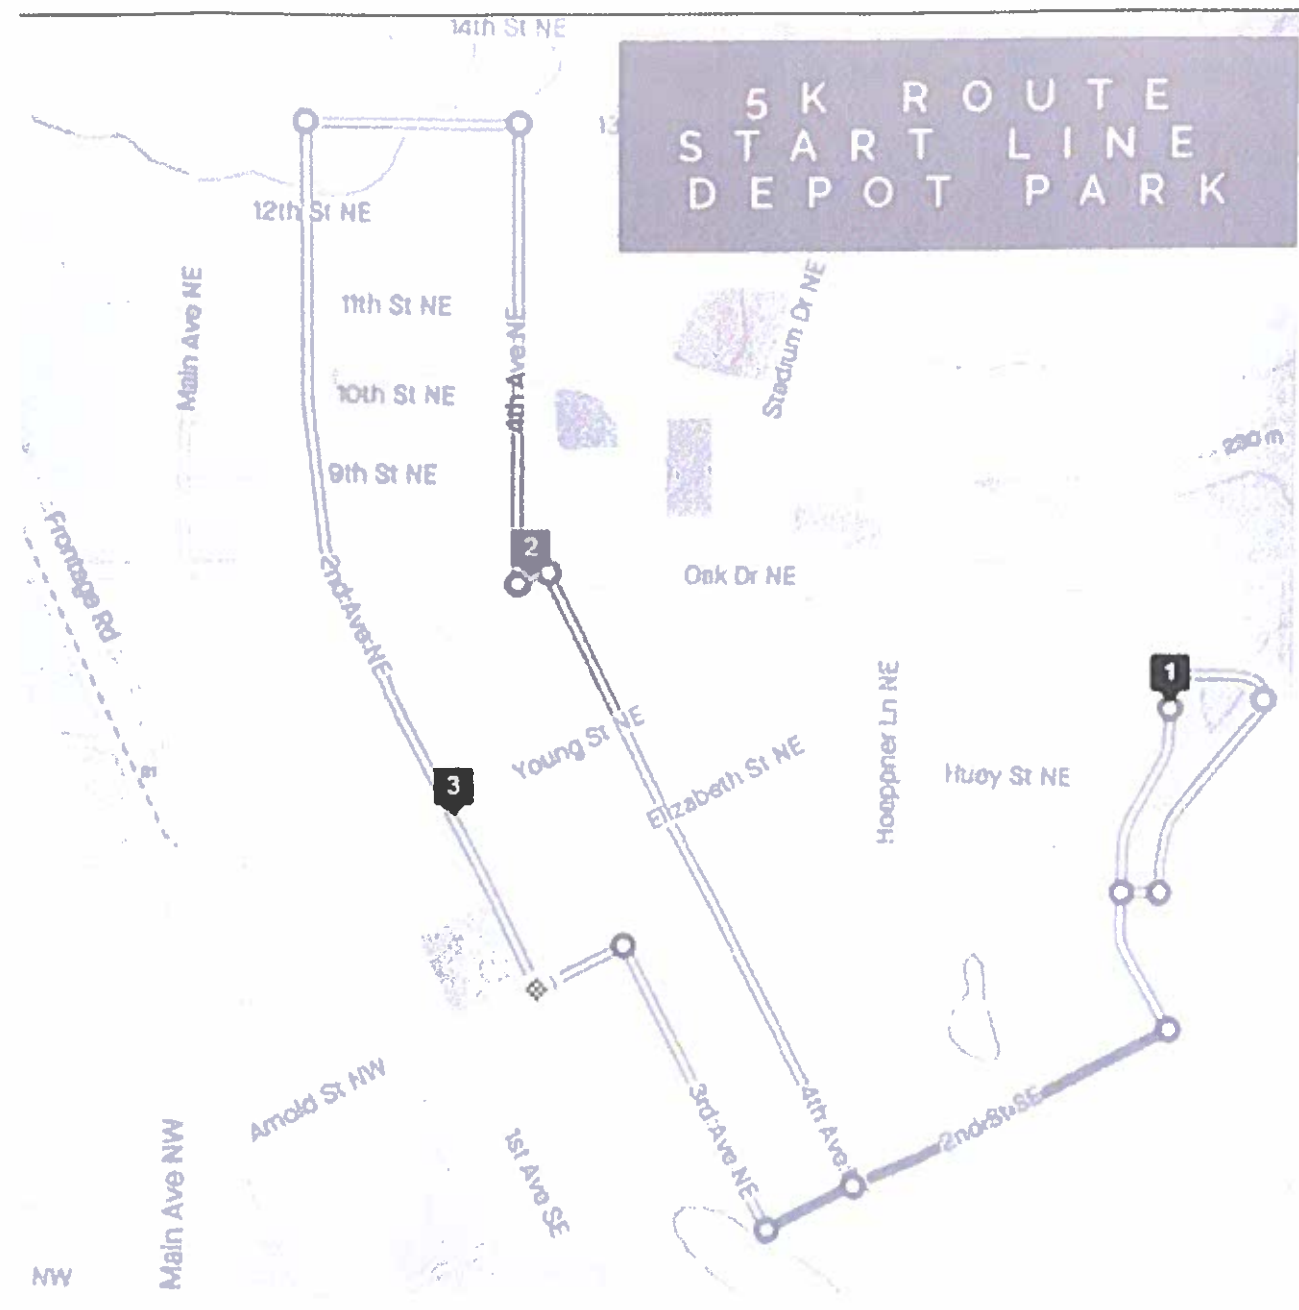 14th St NE
5K ROUTE
START LINE
DEPOT PARK
13
12th St NE
Main Ave NE
11th St NE
4th Ave NE
Stadium Dr NE
10th St NE
9th St NE
230 m
Frontage Rd
2
Oak Dr NE
2nd Ave NE
1
Young St NE
Elizabeth St NE
Hoeppner Ln NE
Huey St NE
3
Arnold St NW
3rd Ave NE
4th Ave
2nd St SE
1st Ave SE
Main Ave NW
NW